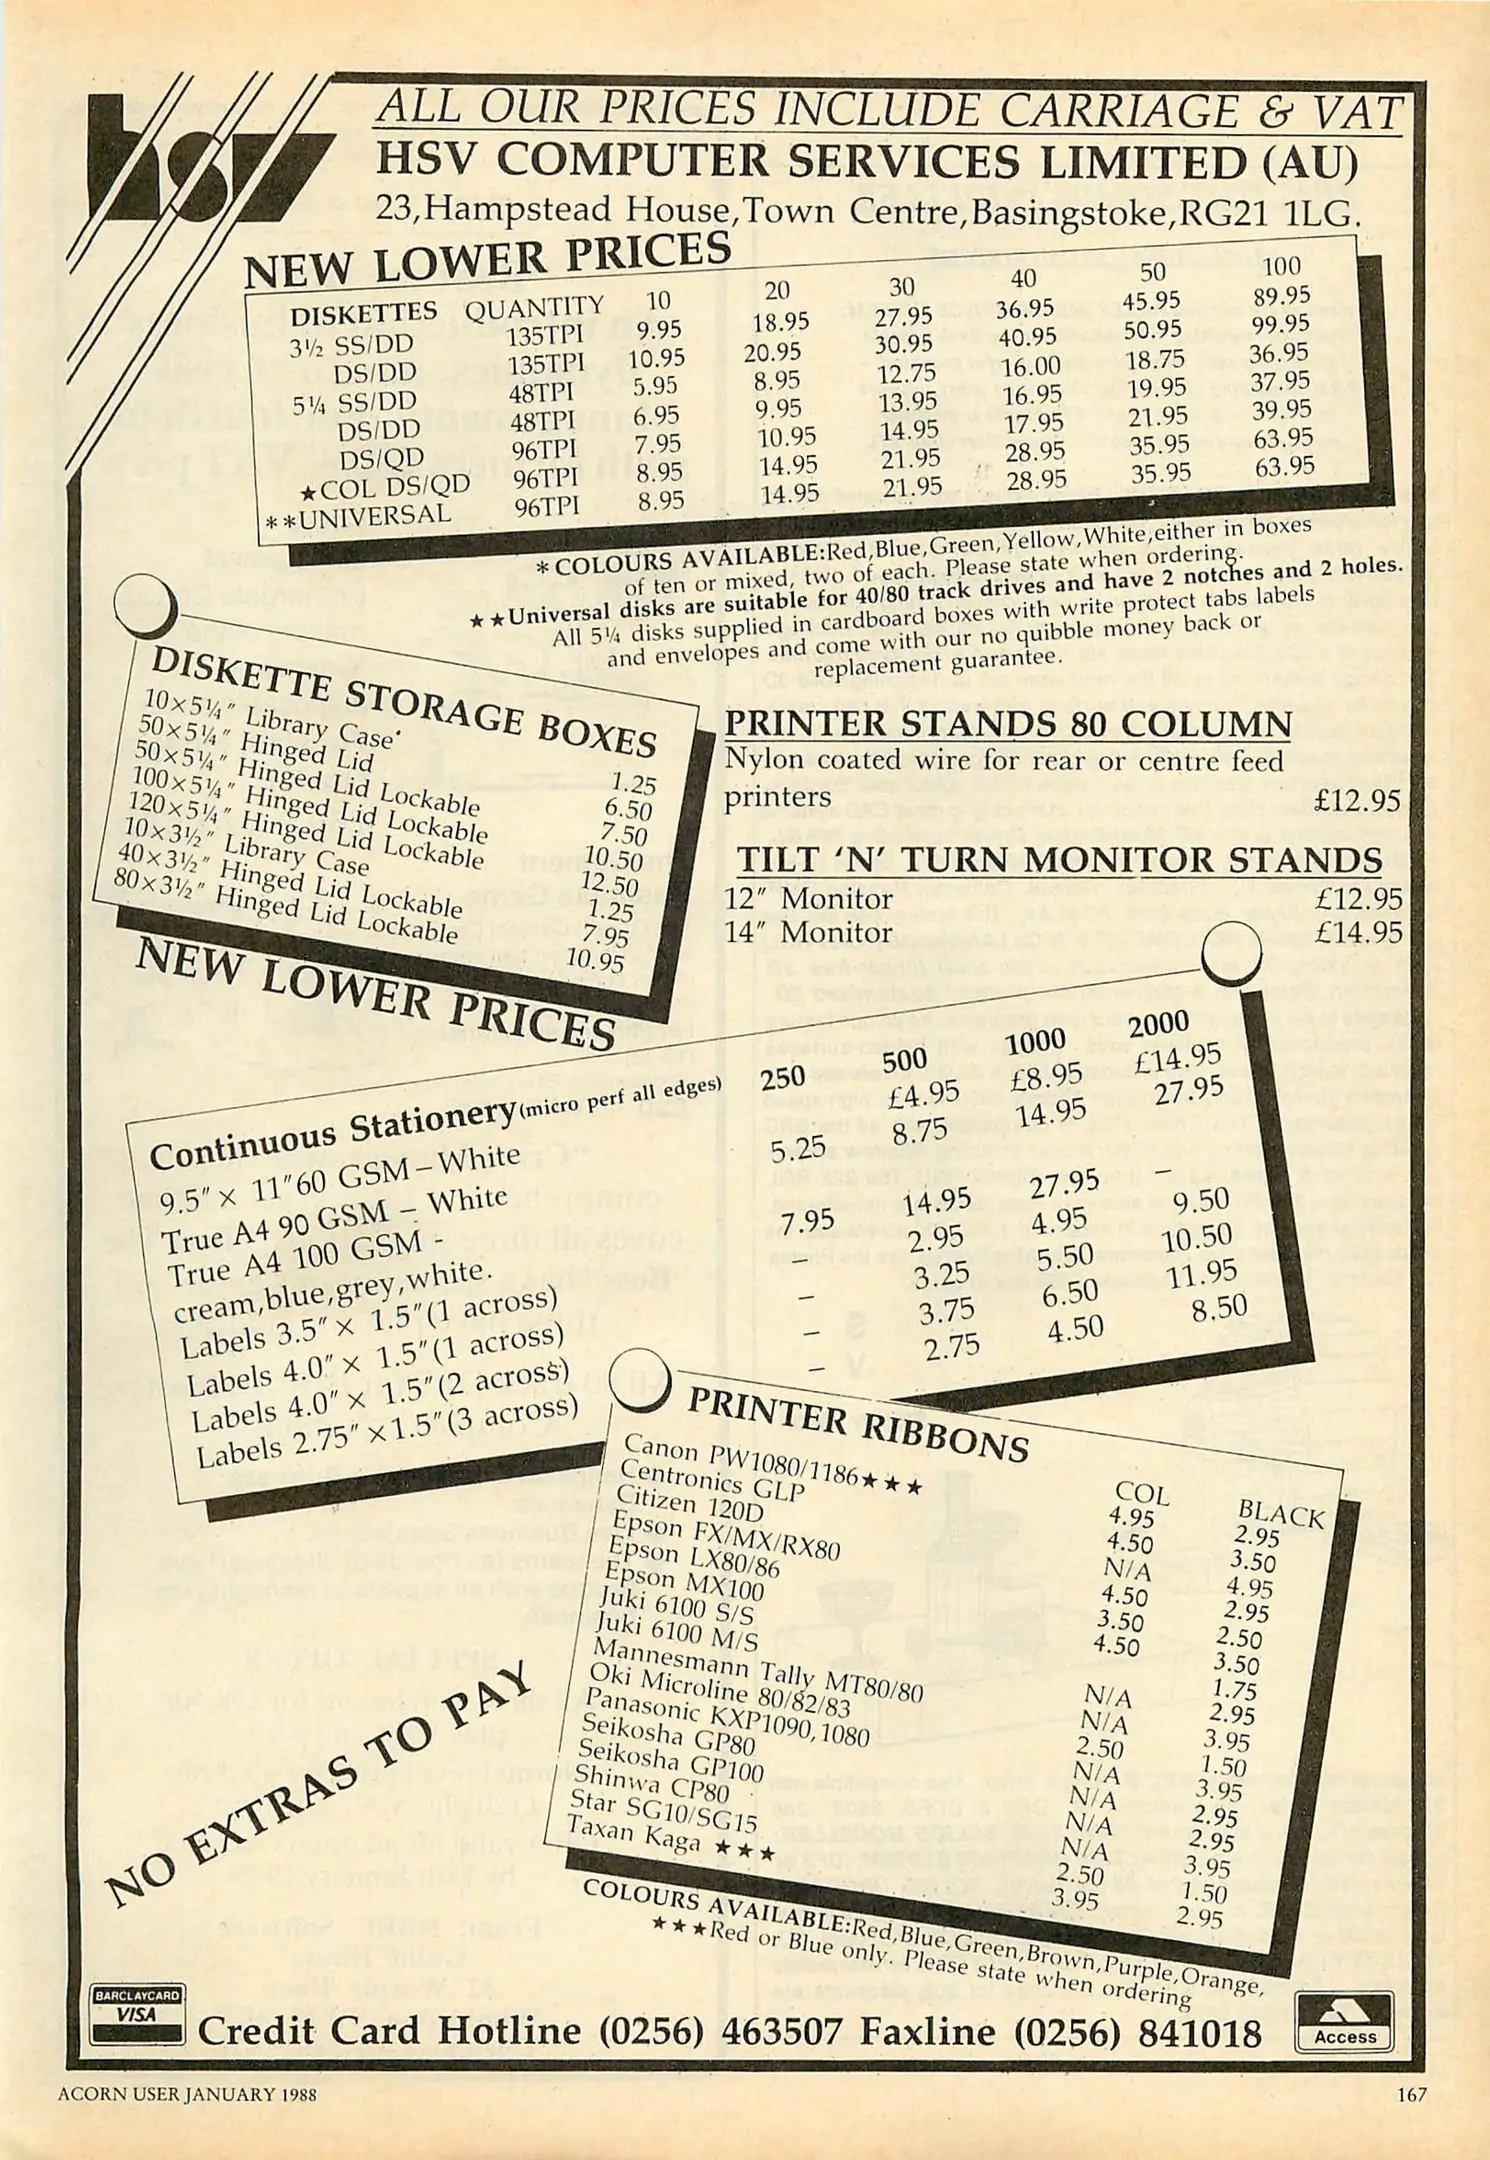 hsv
ALL OUR PRICES INCLUDE CARRIAGE & VAT
HSV COMPUTER SERVICES LIMITED (AU)
23,Hampstead House,Town Centre,Basingstoke,RG21 1LG.
NEW LOWER PRICES
DISKETTES QUANTITY 10 20 30 40 50 100
3½ SS/DD 135TPI 9.95 18.95 27.95 36.95 45.95 89.95
DS/DD 135TPI 10.95 20.95 30.95 40.95 50.95 99.95
5¼ SS/DD 48TPI 5.95 8.95 12.75 16.00 18.75 36.95
DS/DD 48TPI 6.95 9.95 13.95 16.95 19.95 37.95
DS/QD 96TPI 7.95 10.95 14.95 17.95 21.95 39.95
★COL DS/QD 96TPI 8.95 14.95 21.95 28.95 35.95 63.95
**UNIVERSAL 96TPI 8.95 14.95 21.95 28.95 35.95 63.95
*COLOURS AVAILABLE:Red,Blue,Green,Yellow,White,either in boxes
of ten or mixed, two of each. Please state when ordering.
★★Universal disks are suitable for 40/80 track drives and have 2 notches and 2 holes.
All 5¼ disks supplied in cardboard boxes with write protect tabs labels
and envelopes and come with our no quibble money back or
replacement guarantee.
DISKETTE STORAGE BOXES
10×5¼" Library Case 1.25
50×5¼" Hinged Lid 6.50
50×5¼" Hinged Lid Lockable 7.50
100×5¼" Hinged Lid Lockable 10.50
120×5¼" Hinged Lid Lockable 12.50
10×3½" Library Case 1.25
40×3½" Hinged Lid Lockable 7.95
80×3½" Hinged Lid Lockable 10.95
NEW LOWER PRICES
PRINTER STANDS 80 COLUMN
Nylon coated wire for rear or centre feed
printers £12.95
TILT 'N' TURN MONITOR STANDS
12" Monitor £12.95
14" Monitor £14.95
Continuous Stationery(micro perf all edges) 250 500 1000 2000
9.5" × 11"60 GSM – White £4.95 £8.95 £14.95
True A4 90 GSM – White 5.25 8.75 14.95 27.95
True A4 100 GSM -
cream,blue,grey,white. 7.95 14.95 27.95 –
Labels 3.5" × 1.5"(1 across) – 2.95 4.95 9.50
Labels 4.0" × 1.5"(1 across) – 3.25 5.50 10.50
Labels 4.0" × 1.5"(2 across) – 3.75 6.50 11.95
Labels 2.75" ×1.5"(3 across) – 2.75 4.50 8.50
PRINTER RIBBONS
COL BLACK
Canon PW1080/1186★★★ 4.95 2.95
Centronics GLP 4.50 3.50
Citizen 120D N/A 4.95
Epson FX/MX/RX80 4.50 2.95
Epson LX80/86 3.50 2.50
Epson MX100 4.50 3.50
Juki 6100 S/S 1.75
Juki 6100 M/S N/A 2.95
Mannesmann Tally MT80/80 N/A 3.95
Oki Microline 80/82/83 2.50 1.50
Panasonic KXP1090,1080 N/A 3.95
Seikosha GP80 N/A 2.95
Seikosha GP100 N/A 2.95
Shinwa CP80 N/A 3.95
Star SG10/SG15 2.50 1.50
Taxan Kaga ★★★ 3.95 2.95
COLOURS AVAILABLE:Red,Blue,Green,Brown,Purple,Orange,
★★★Red or Blue only. Please state when ordering
NO EXTRAS TO PAY
BARCLAYCARD
VISA
Credit Card Hotline (0256) 463507 Faxline (0256) 841018
Access
ACORN USER JANUARY 1988
167